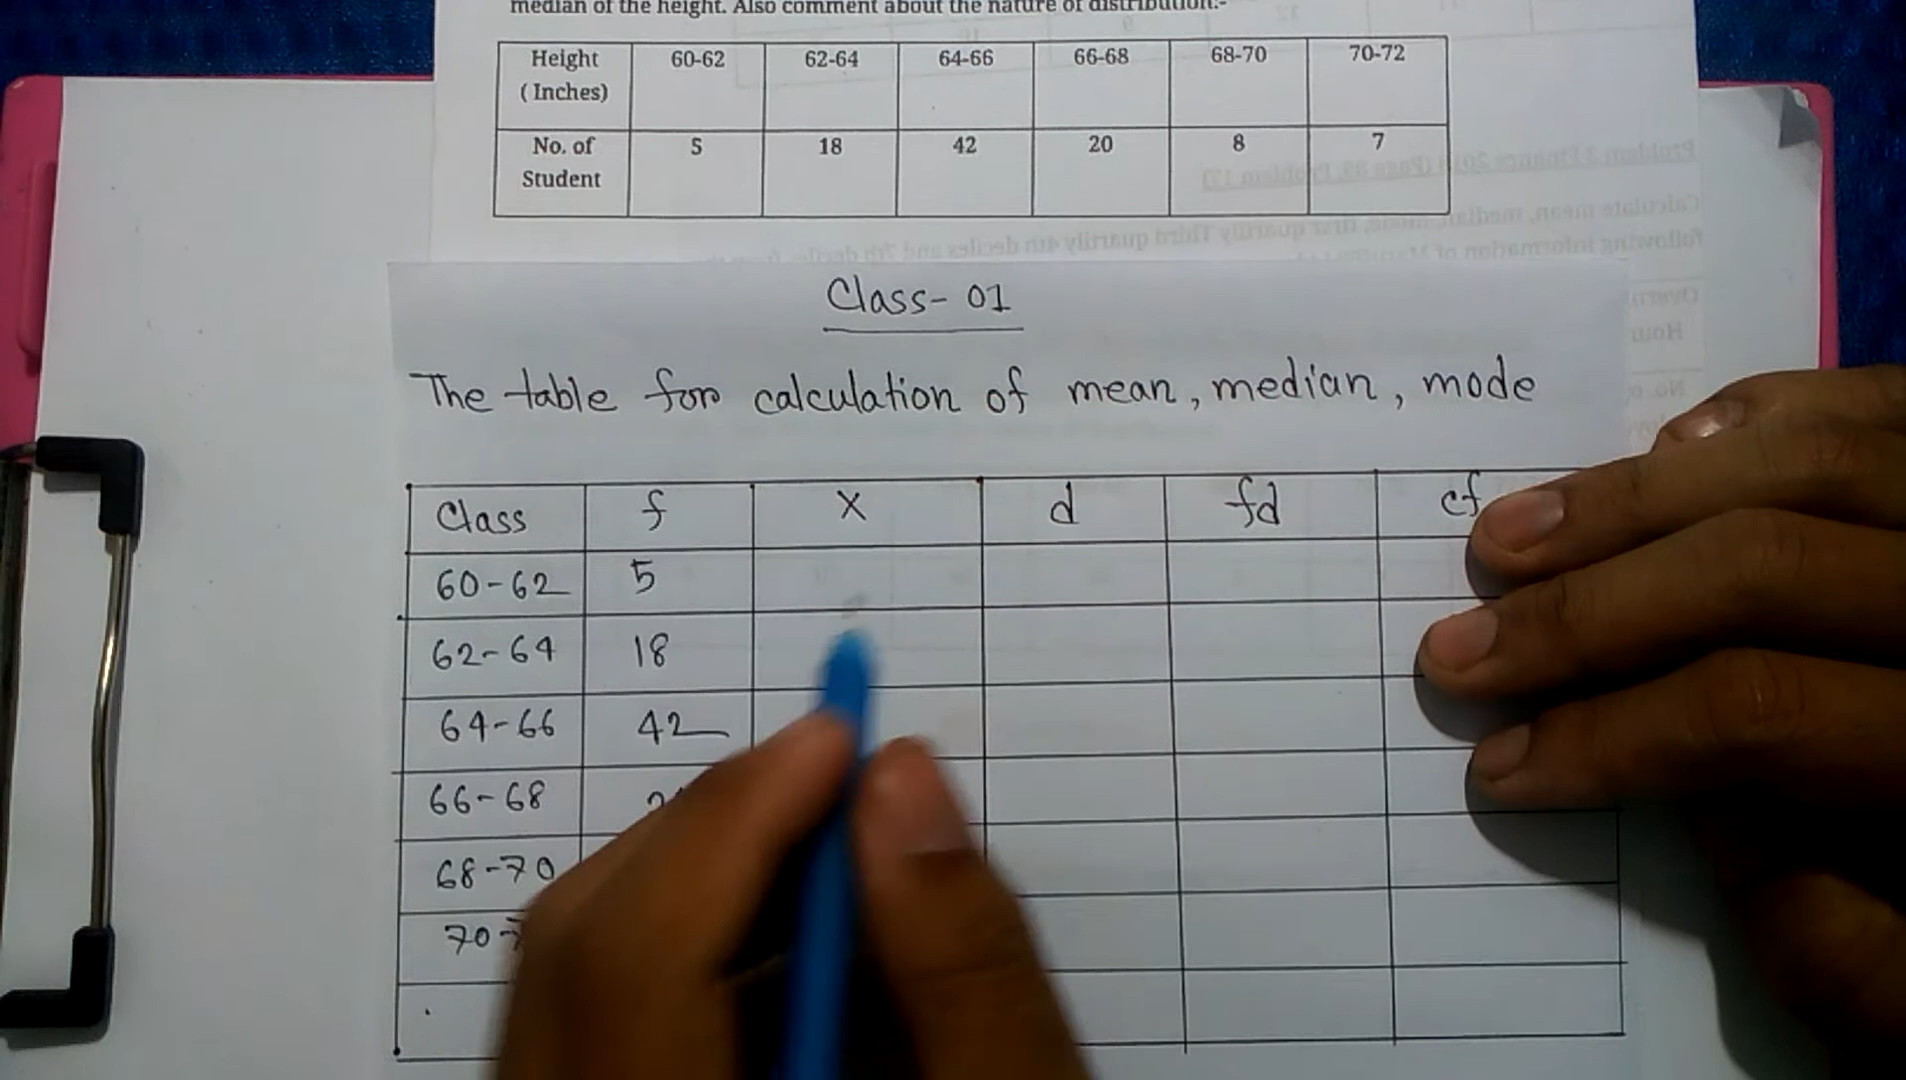 median of the height. Also comment about the nature of distribution:-
Height ( Inches) 60-62 62-64 64-66 66-68 68-70 70-72
No. of Student 5 18 42 20 8 7
Class- 01
The table for calculation of mean, median, mode
Class f x d fd cf
60-62 5
62-64 18
64-66 42
66-68
68-70
70-